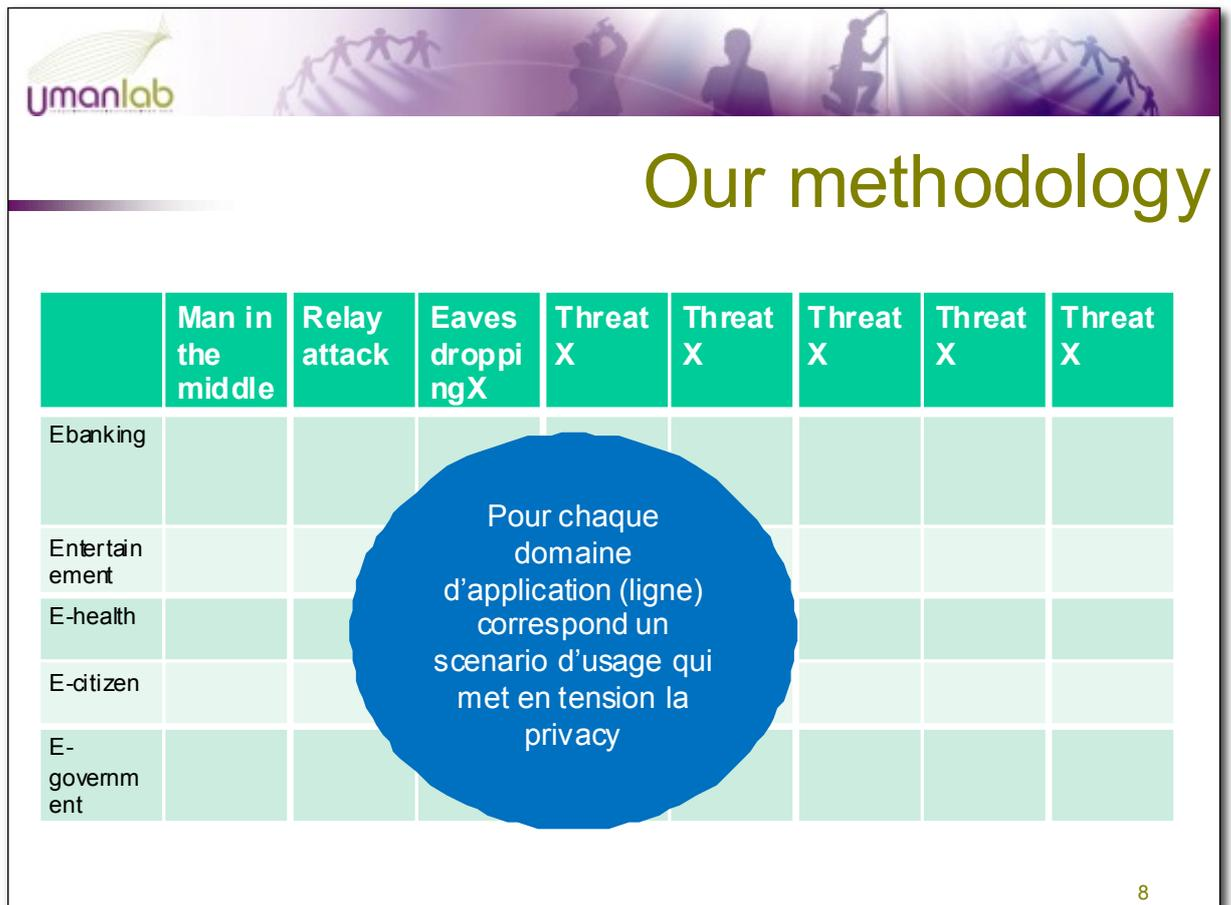 umanlab
Our methodology
Man in
the
middle
Relay
attack
Eaves
droppi
ngX
Threat
X
Threat
X
Threat
X
Threat
X
Threat
X
Ebanking
Entertain
ement
E-health
E-citizen
E-
governm
ent
Pour chaque
domaine
d’application (ligne)
correspond un
scenario d’usage qui
met en tension la
privacy
8